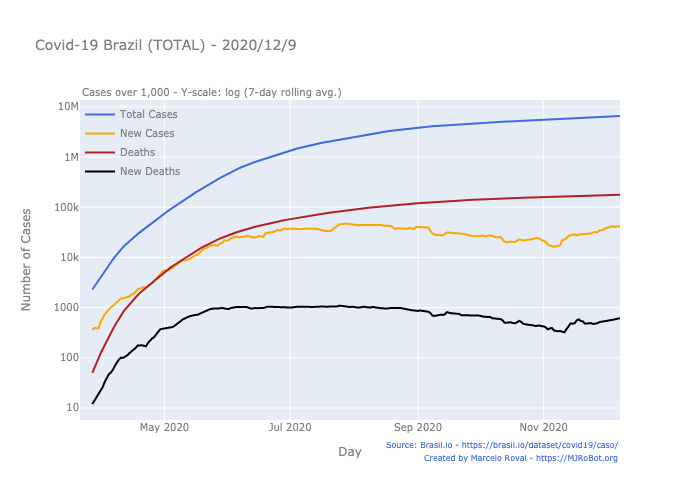 Covid-19 Brazil (TOTAL) - 2020/12/9
Cases over 1,000 - Y-scale: log (7-day rolling avg.)
Total Cases
New Cases
Deaths
New Deaths
Number of Cases
10M
1M
100k
10k
1000
100
10
May 2020
Jul 2020
Sep 2020
Nov 2020
Day
Source: Brasil.io - https://brasil.io/dataset/covid19/caso/
Created by Marcelo Rovai - https://MJRoBot.org